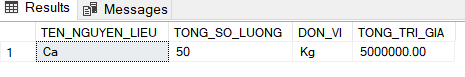 Results Messages
TEN_NGUYEN_LIEU TONG_SO_LUONG DON_VI TONG_TRI_GIA
1 Ca 50 Kg 5000000.00